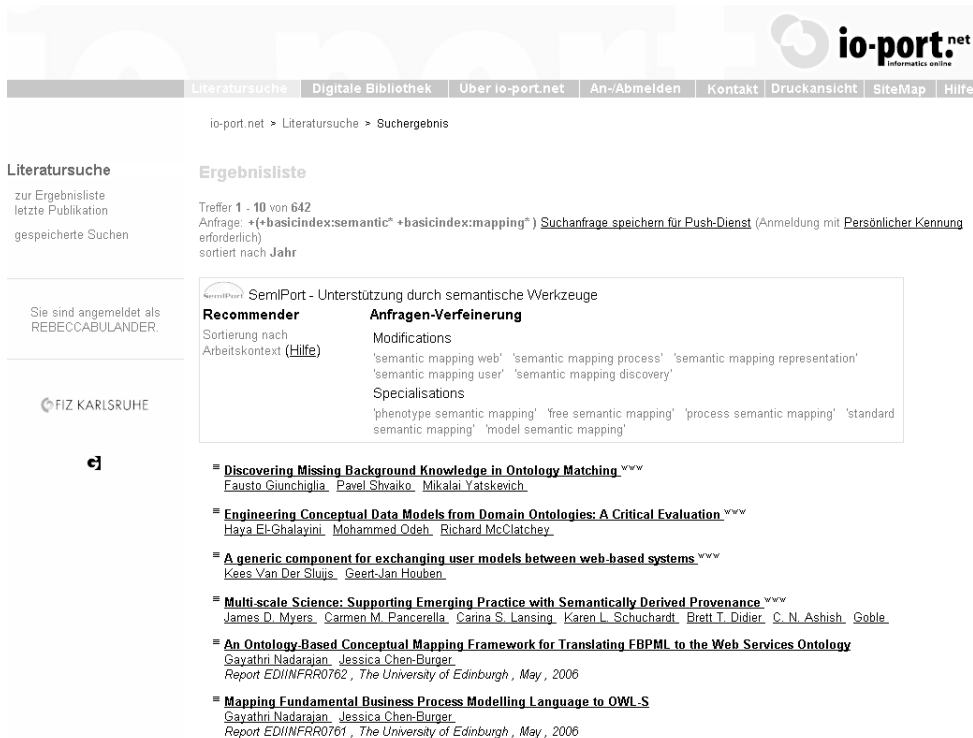 io-port.net
informatics online
Literatursuche Digitale Bibliothek Über io-port.net An-/Abmelden Kontakt Druckansicht SiteMap Hilfe
io-port.net > Literatursuche > Suchergebnis
Literatursuche
zur Ergebnisliste
letzte Publikation
gespeicherte Suchen
Sie sind angemeldet als
REBECCABULANDER.
FIZ KARLSRUHE
Ergebnisliste
Treffer 1 - 10 von 642
Anfrage: +(+basicindex:semantic* +basicindex:mapping* ) Suchanfrage speichern für Push-Dienst (Anmeldung mit Persönlicher Kennung
erforderlich)
sortiert nach Jahr
SemIPort SemIPort - Unterstützung durch semantische Werkzeuge
Recommender
Sortierung nach
Arbeitskontext (Hilfe)
Anfragen-Verfeinerung
Modifications
'semantic mapping web' 'semantic mapping process' 'semantic mapping representation'
'semantic mapping user' 'semantic mapping discovery'
Specialisations
'phenotype semantic mapping' 'free semantic mapping' 'process semantic mapping' 'standard
semantic mapping' 'model semantic mapping'
Discovering Missing Background Knowledge in Ontology Matching www
Fausto Giunchiglia Pavel Shvaiko Mikalai Yatskevich
Engineering Conceptual Data Models from Domain Ontologies: A Critical Evaluation www
Haya El-Ghalayini Mohammed Odeh Richard McClatchey
A generic component for exchanging user models between web-based systems www
Kees Van Der Sluijs Geert-Jan Houben
Multi-scale Science: Supporting Emerging Practice with Semantically Derived Provenance www
James D. Myers Carmen M. Pancerella Carina S. Lansing Karen L. Schuchardt Brett T. Didier C. N. Ashish Goble
An Ontology-Based Conceptual Mapping Framework for Translating FBPML to the Web Services Ontology
Gayathri Nadarajan Jessica Chen-Burger
Report EDIINFRR0762 , The University of Edinburgh , May , 2006
Mapping Fundamental Business Process Modelling Language to OWL-S
Gayathri Nadarajan Jessica Chen-Burger
Report EDIINFRR0761 , The University of Edinburgh , May , 2006